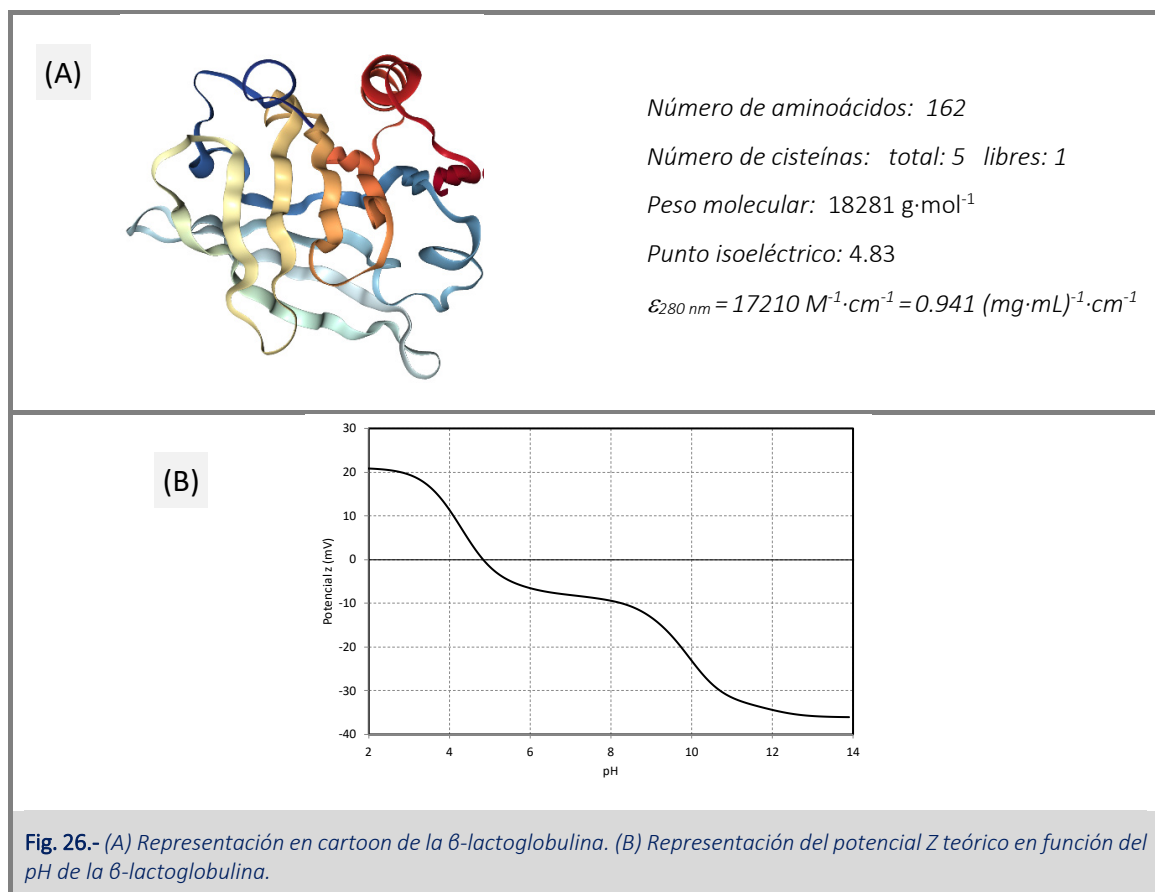 (A)
Número de aminoácidos: 162
Número de cisteínas: total: 5 libres: 1
Peso molecular: 18281 g·mol⁻¹
Punto isoeléctrico: 4.83
ε₂₈₀ ₙₘ = 17210 M⁻¹·cm⁻¹ = 0.941 (mg·mL)⁻¹·cm⁻¹
(B)
30
20
10
0
-10
-20
-30
-40
Potencial z (mV)
2 4 6 8 10 12 14
pH
Fig. 26.- (A) Representación en cartoon de la β-lactoglobulina. (B) Representación del potencial Z teórico en función del
pH de la β-lactoglobulina.